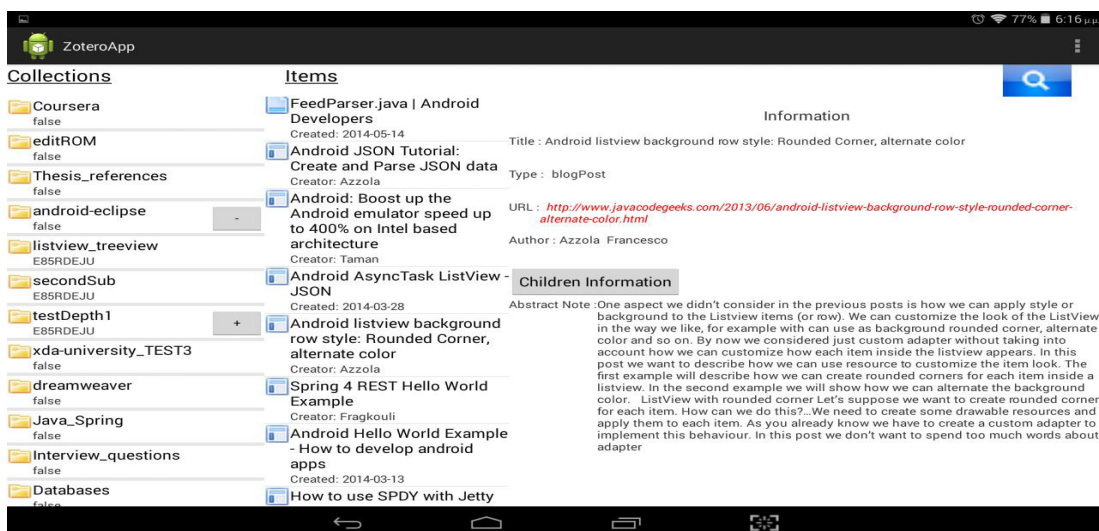 77% 6:16 μ.μ.
ZoteroApp
Collections
Coursera
false
editROM
false
Thesis_references
false
android-eclipse
false
-
listview_treeview
E85RDEJU
secondSub
E85RDEJU
testDepth1
E85RDEJU
+
xda-university_TEST3
false
dreamweaver
false
Java_Spring
false
Interview_questions
false
Databases
false
Items
FeedParser.java | Android
Developers
Created: 2014-05-14
Android JSON Tutorial:
Create and Parse JSON data
Creator: Azzola
Android: Boost up the
Android emulator speed up
to 400% on Intel based
architecture
Creator: Taman
Android AsyncTask ListView -
JSON
Created: 2014-03-28
Android listview background
row style: Rounded Corner,
alternate color
Creator: Azzola
Spring 4 REST Hello World
Example
Creator: Fragkouli
Android Hello World Example
- How to develop android
apps
Created: 2014-03-13
How to use SPDY with Jetty
Information
Title : Android listview background row style: Rounded Corner, alternate color
Type : blogPost
URL : http://www.javacodegeeks.com/2013/06/android-listview-background-row-style-rounded-corner-
alternate-color.html
Author : Azzola Francesco
Children Information
Abstract Note :One aspect we didn't consider in the previous posts is how we can apply style or
background to the Listview items (or row). We can customize the look of the ListView
in the way we like, for example with can use as background rounded corner, alternate
color and so on. By now we considered just custom adapter without taking into
account how we can customize how each item inside the listview appears. In this
post we want to describe how we can use resource to customize the item look. The
first example will describe how we can create rounded corners for each item inside a
listview. In the second example we will show how we can alternate the background
color. ListView with rounded corner Let's suppose we want to create rounded corner
for each item. How can we do this?...We need to create some drawable resources and
apply them to each item. As you already know we have to create a custom adapter to
implement this behaviour. In this post we don't want to spend too much words about
adapter